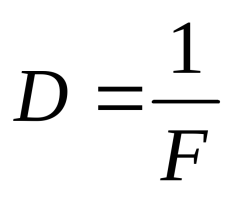 D = 1/F